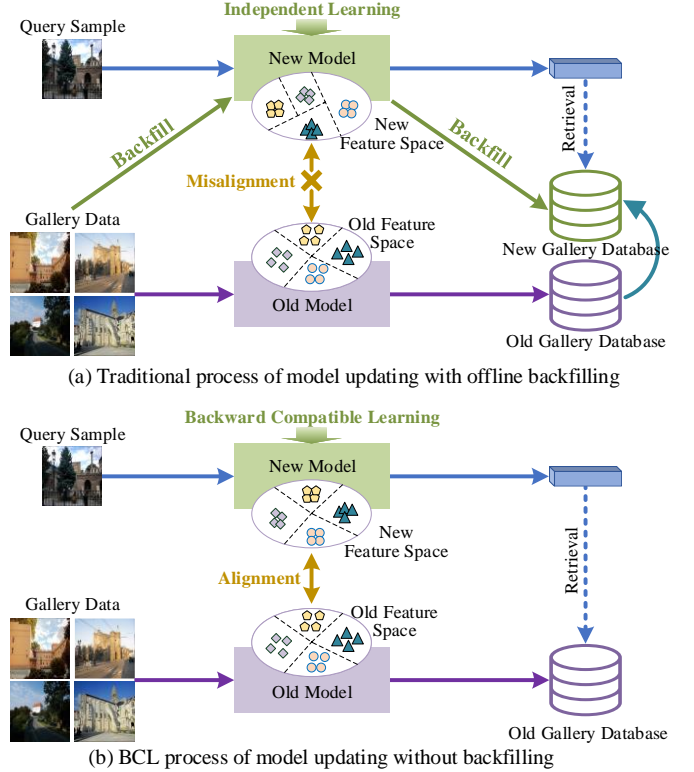 Independent Learning
Query Sample
New Model
New
Feature Space
Backfill
Backfill
Retrieval
Misalignment
Gallery Data
Old Feature
Space
New Gallery Database
Old Model
Old Gallery Database
(a) Traditional process of model updating with offline backfilling
Backward Compatible Learning
Query Sample
New Model
New
Feature Space
Retrieval
Alignment
Gallery Data
Old Feature
Space
Old Model
Old Gallery Database
(b) BCL process of model updating without backfilling